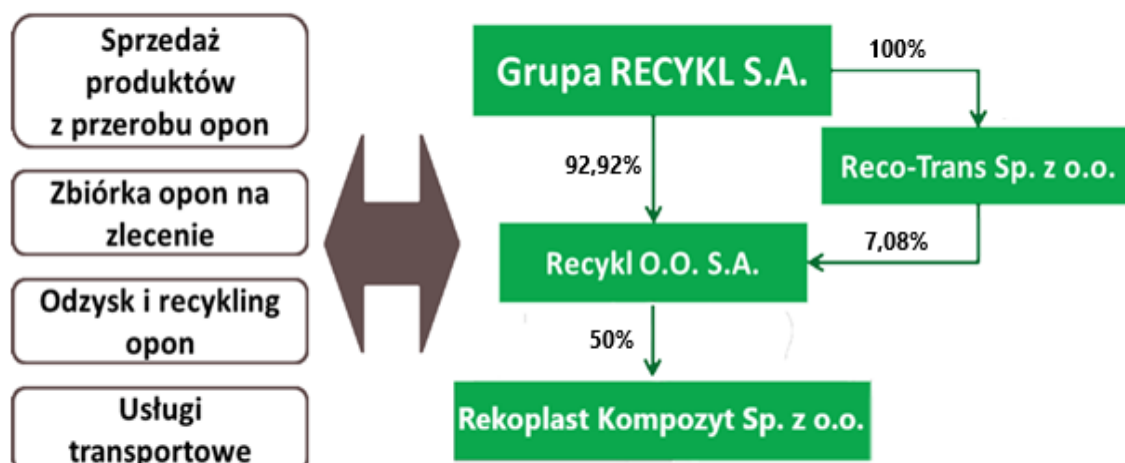 Sprzedaż
produktów
z przerobu opon
Zbiórka opon na
zlecenie
Odzysk i recykling
opon
Usługi
transportowe
Grupa RECYKL S.A.
100%
92,92%
Reco-Trans Sp. z o.o.
7,08%
Recykl O.O. S.A.
50%
Rekoplast Kompozyt Sp. z o.o.